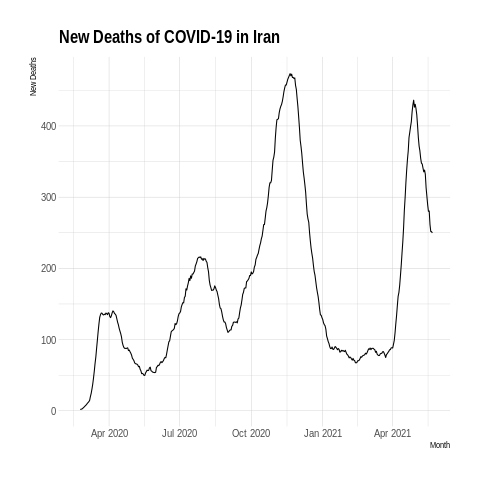 New Deaths of COVID-19 in Iran
New Deaths
400
300
200
100
0
Apr 2020 Jul 2020 Oct 2020 Jan 2021 Apr 2021
Month